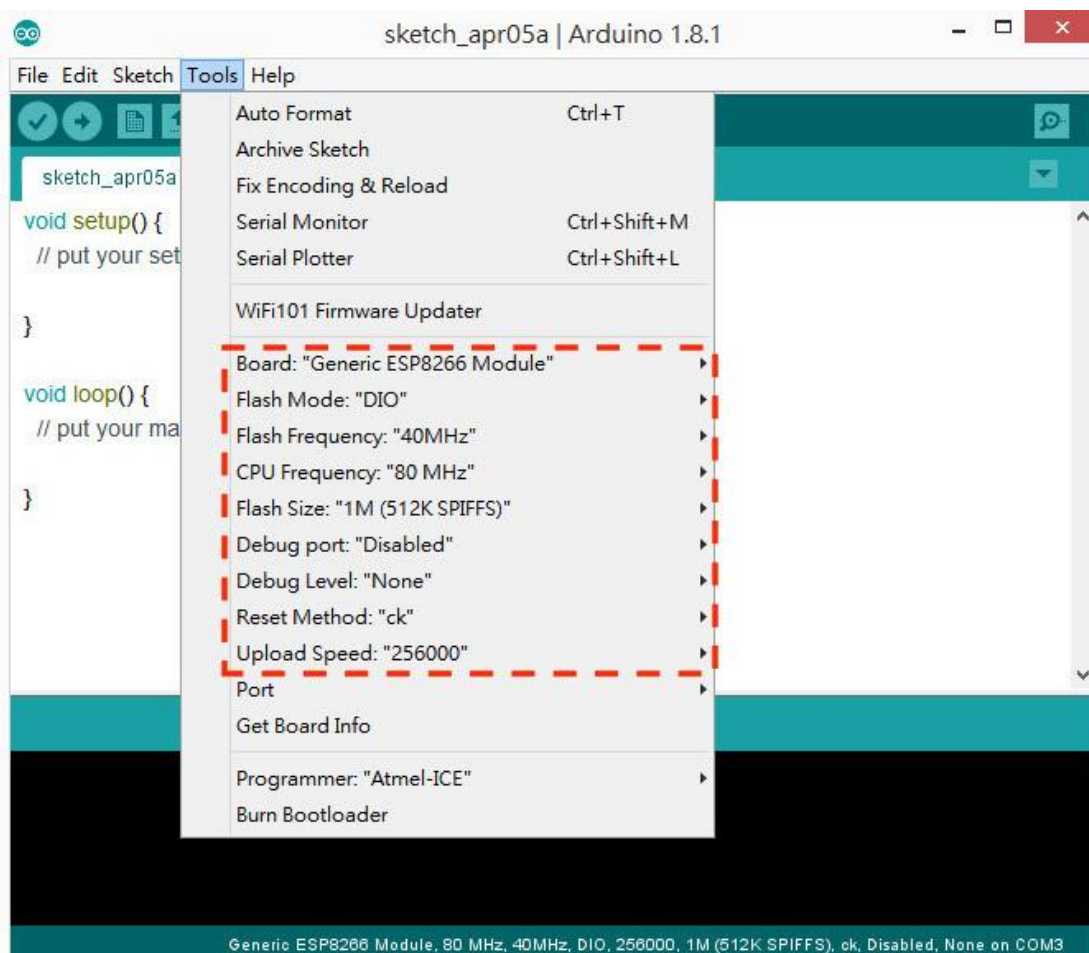 sketch_apr05a | Arduino 1.8.1
File Edit Sketch Tools Help
Auto Format Ctrl+T
Archive Sketch
sketch_apr05a
Fix Encoding & Reload
void setup() {
Serial Monitor Ctrl+Shift+M
// put your set
Serial Plotter Ctrl+Shift+L
WiFi101 Firmware Updater
}
Board: "Generic ESP8266 Module"
void loop() {
Flash Mode: "DIO"
// put your ma
Flash Frequency: "40MHz"
CPU Frequency: "80 MHz"
}
Flash Size: "1M (512K SPIFFS)"
Debug port: "Disabled"
Debug Level: "None"
Reset Method: "ck"
Upload Speed: "256000"
Port
Get Board Info
Programmer: "Atmel-ICE"
Burn Bootloader
Generic ESP8266 Module, 80 MHz, 40MHz, DIO, 256000, 1M (512K SPIFFS), ck, Disabled, None on COM3